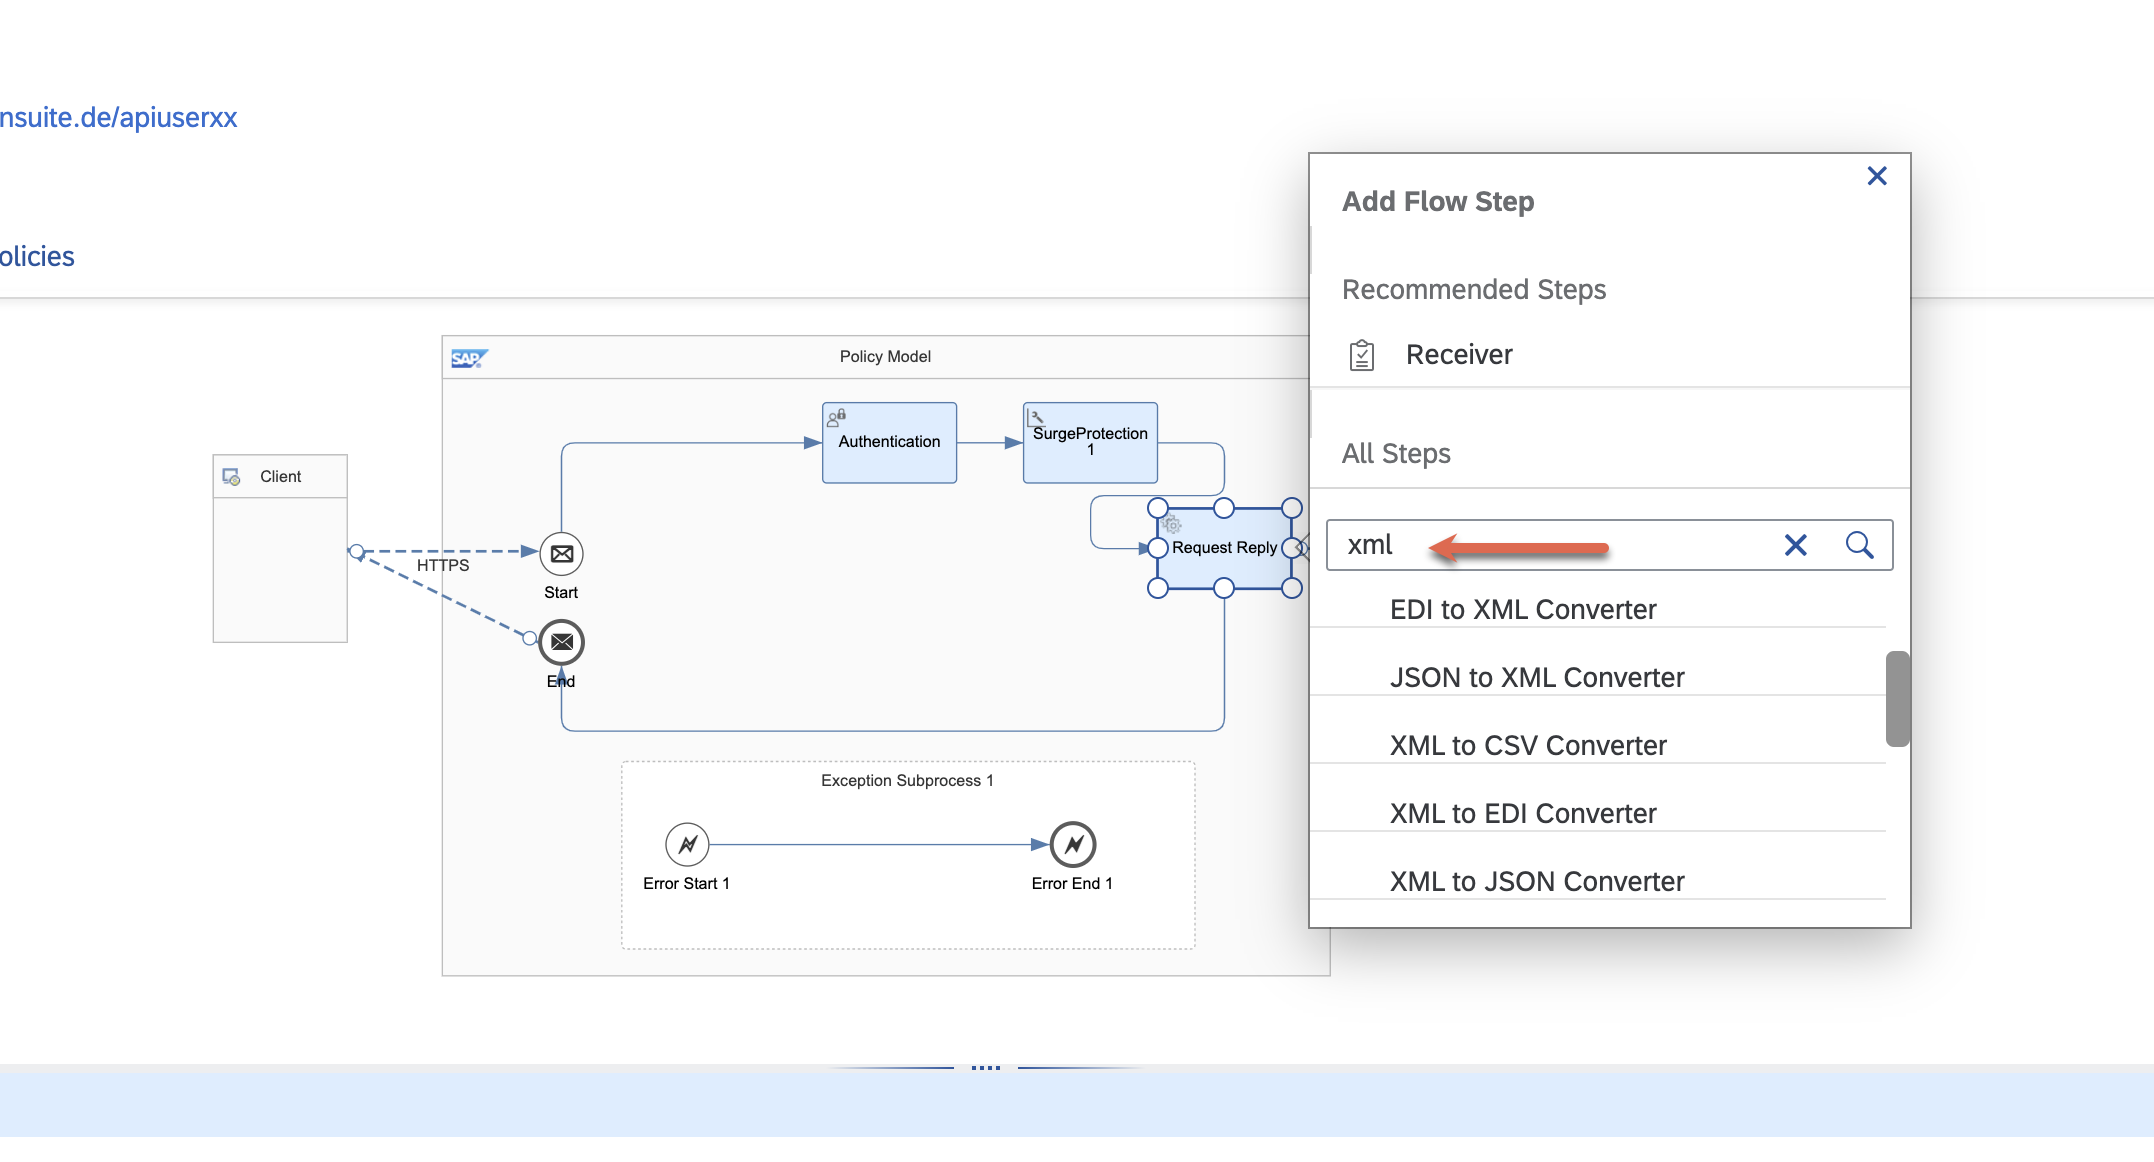 nsuite.de/apiuserxx
olicies
SAP
Policy Model
Authentication
SurgeProtection
1
Client
Request Reply
HTTPS
Start
End
Exception Subprocess 1
Error Start 1
Error End 1
Add Flow Step
Recommended Steps
Receiver
All Steps
xml
EDI to XML Converter
JSON to XML Converter
XML to CSV Converter
XML to EDI Converter
XML to JSON Converter